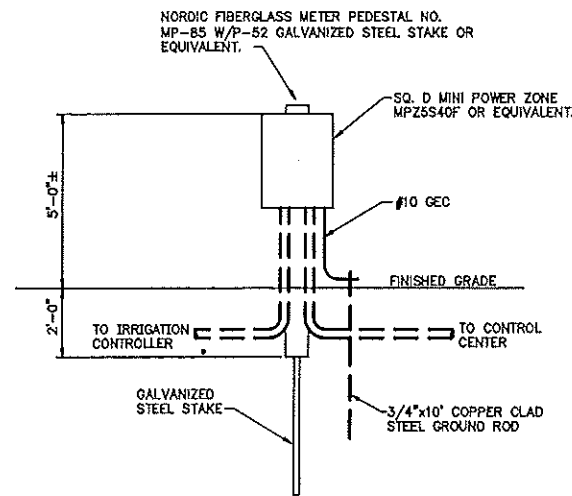 NORDIC FIBERGLASS METER PEDESTAL NO.
MP-85 W/P-52 GALVANIZED STEEL STAKE OR
EQUIVALENT.
SQ. D MINI POWER ZONE
MPZ5S40F OR EQUIVALENT.
5'-0"±
#10 GEC
FINISHED GRADE
2'-0"
TO IRRIGATION
CONTROLLER
TO CONTROL
CENTER
GALVANIZED
STEEL STAKE
3/4"x10' COPPER CLAD
STEEL GROUND ROD